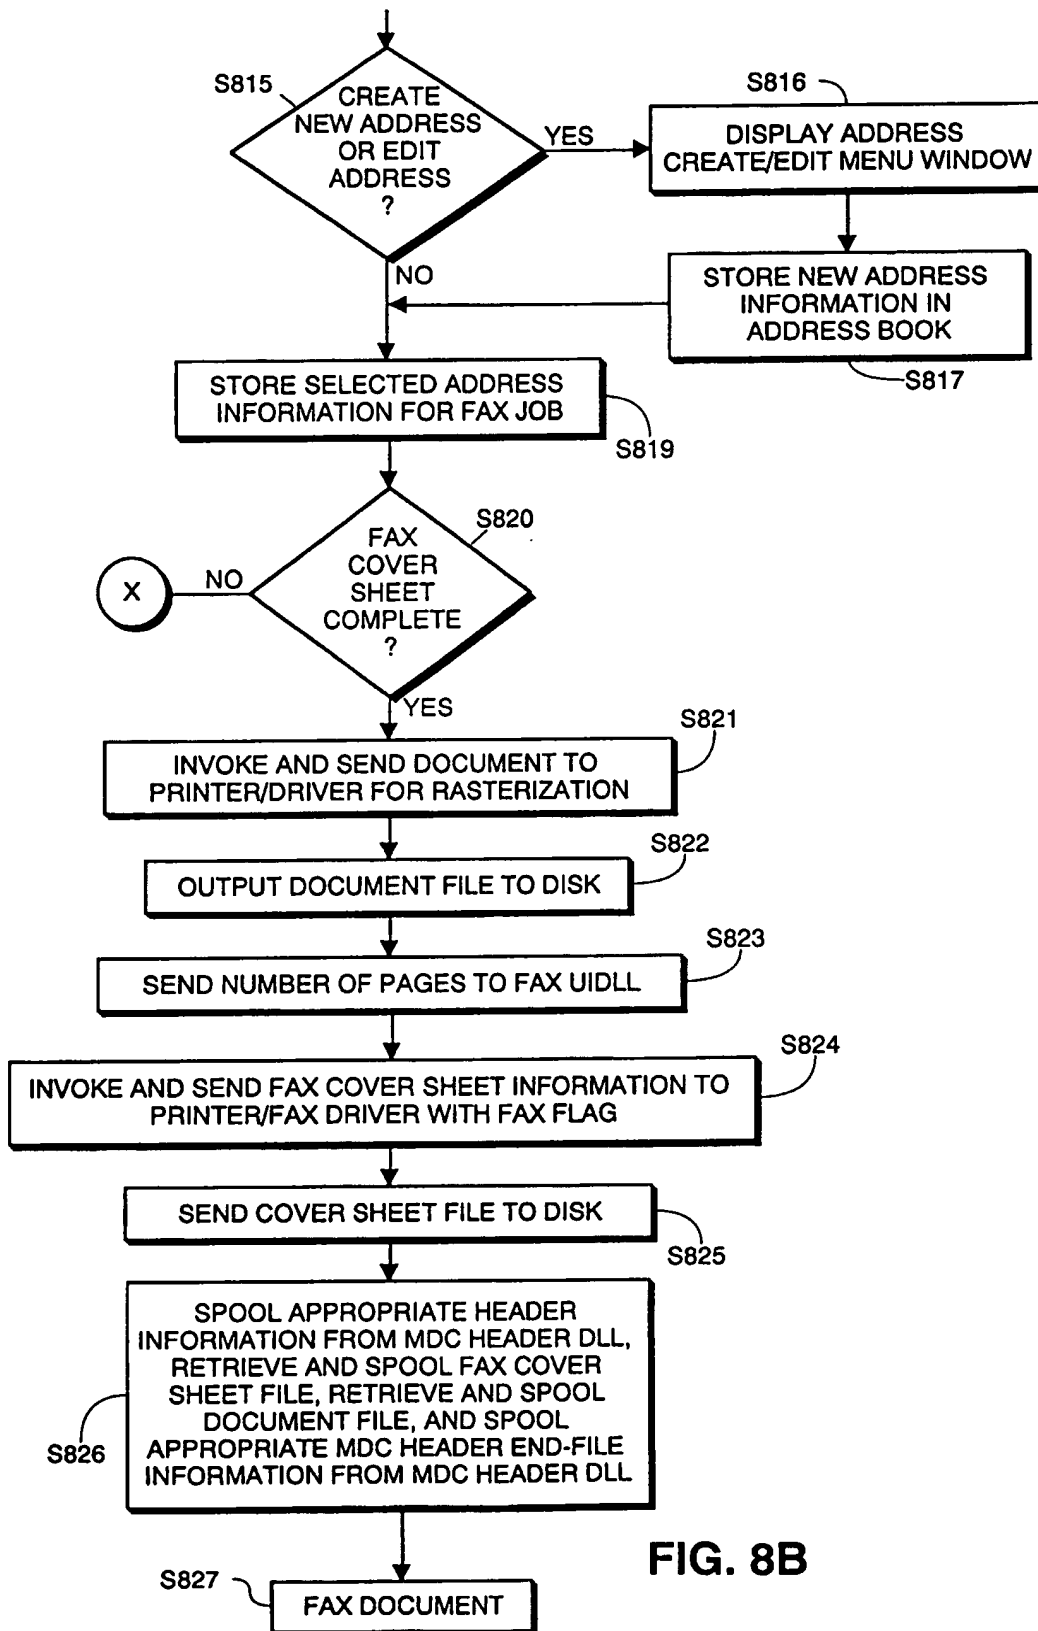 S815
CREATE
NEW ADDRESS
OR EDIT
ADDRESS
?
YES
S816
DISPLAY ADDRESS
CREATE/EDIT MENU WINDOW
NO
STORE NEW ADDRESS
INFORMATION IN
ADDRESS BOOK
S817
STORE SELECTED ADDRESS
INFORMATION FOR FAX JOB
S819
S820
FAX
COVER
SHEET
COMPLETE
?
NO
X
YES
S821
INVOKE AND SEND DOCUMENT TO
PRINTER/DRIVER FOR RASTERIZATION
S822
OUTPUT DOCUMENT FILE TO DISK
S823
SEND NUMBER OF PAGES TO FAX UIDLL
S824
INVOKE AND SEND FAX COVER SHEET INFORMATION TO
PRINTER/FAX DRIVER WITH FAX FLAG
SEND COVER SHEET FILE TO DISK
S825
SPOOL APPROPRIATE HEADER
INFORMATION FROM MDC HEADER DLL,
RETRIEVE AND SPOOL FAX COVER
SHEET FILE, RETRIEVE AND SPOOL
DOCUMENT FILE, AND SPOOL
APPROPRIATE MDC HEADER END-FILE
INFORMATION FROM MDC HEADER DLL
S826
S827
FAX DOCUMENT
FIG. 8B